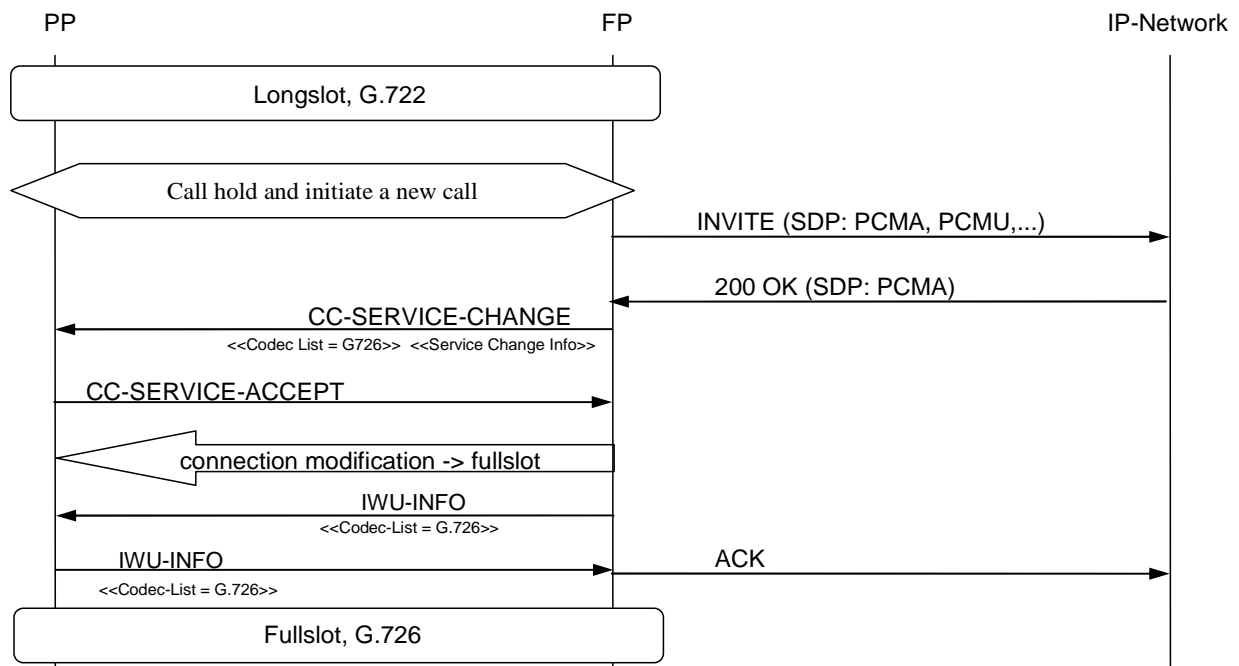 PP
FP
IP-Network
Longslot, G.722
Call hold and initiate a new call
INVITE (SDP: PCMA, PCMU,...)
200 OK (SDP: PCMA)
CC-SERVICE-CHANGE
<<Codec List = G726>> <<Service Change Info>>
CC-SERVICE-ACCEPT
connection modification -> fullslot
IWU-INFO
<<Codec-List = G.726>>
IWU-INFO
<<Codec-List = G.726>>
ACK
Fullslot, G.726